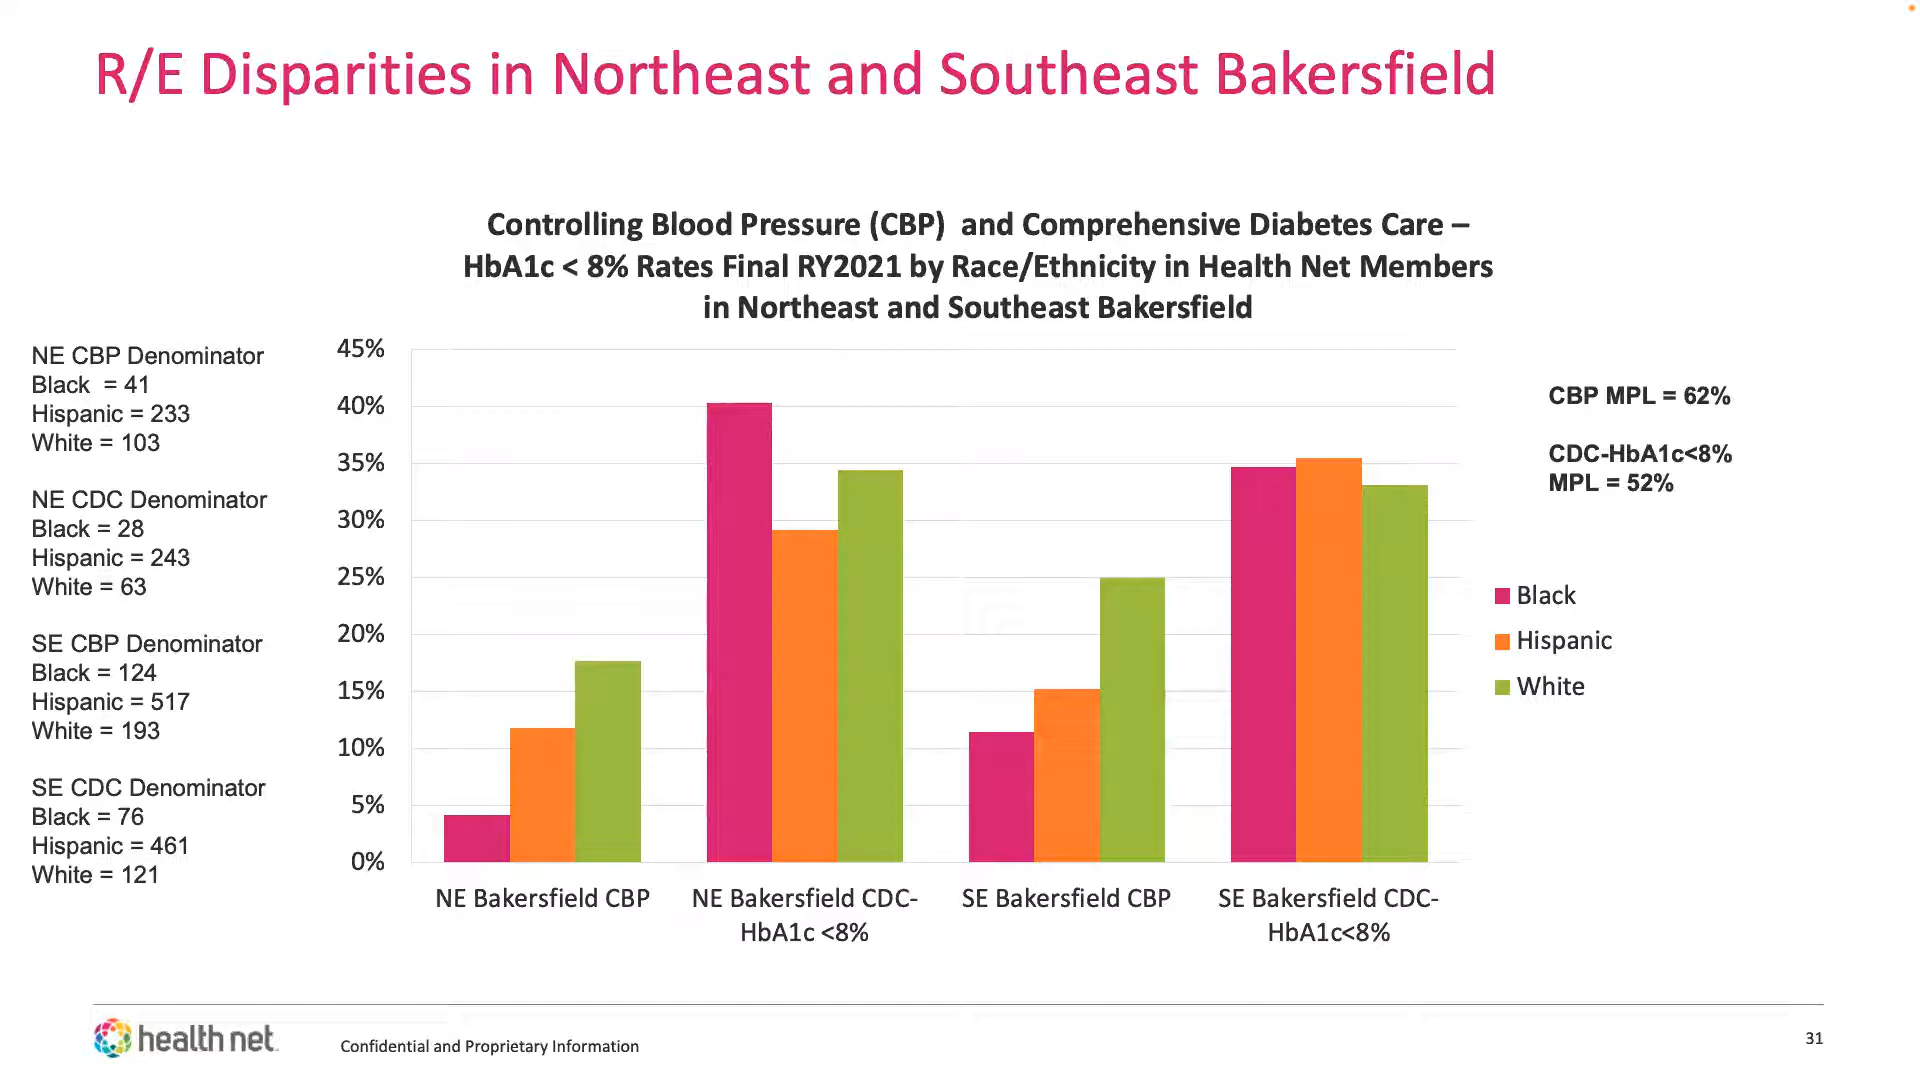 R/E Disparities in Northeast and Southeast Bakersfield
Controlling Blood Pressure (CBP)  and Comprehensive Diabetes Care –
HbA1c < 8% Rates Final RY2021 by Race/Ethnicity in Health Net Members
in Northeast and Southeast Bakersfield
NE CBP Denominator
Black  = 41
Hispanic = 233
White = 103
NE CDC Denominator
Black = 28
Hispanic = 243
White = 63
SE CBP Denominator
Black = 124
Hispanic = 517
White = 193
SE CDC Denominator
Black = 76
Hispanic = 461
White = 121
45%
40%
35%
30%
25%
20%
15%
10%
5%
0%
NE Bakersfield CBP
NE Bakersfield CDC-
HbA1c <8%
SE Bakersfield CBP
SE Bakersfield CDC-
HbA1c<8%
CBP MPL = 62%
CDC-HbA1c<8%
MPL = 52%
Black
Hispanic
White
health net
Confidential and Proprietary Information
31